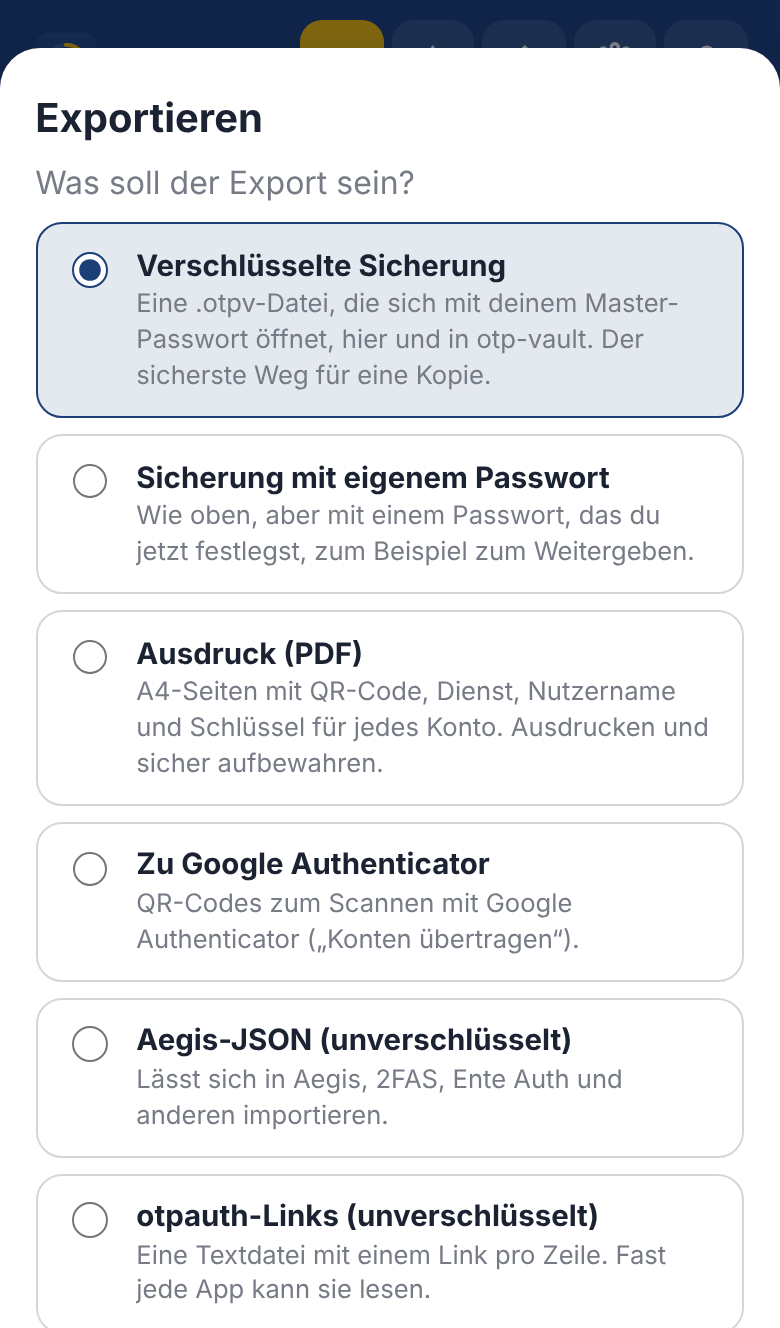 Exportieren
Was soll der Export sein?
Verschlüsselte Sicherung
Eine .otpv-Datei, die sich mit deinem Master-
Passwort öffnet, hier und in otp-vault. Der
sicherste Weg für eine Kopie.
Sicherung mit eigenem Passwort
Wie oben, aber mit einem Passwort, das du
jetzt festlegst, zum Beispiel zum Weitergeben.
Ausdruck (PDF)
A4-Seiten mit QR-Code, Dienst, Nutzername
und Schlüssel für jedes Konto. Ausdrucken und
sicher aufbewahren.
Zu Google Authenticator
QR-Codes zum Scannen mit Google
Authenticator („Konten übertragen“).
Aegis-JSON (unverschlüsselt)
Lässt sich in Aegis, 2FAS, Ente Auth und
anderen importieren.
otpauth-Links (unverschlüsselt)
Eine Textdatei mit einem Link pro Zeile. Fast
jede App kann sie lesen.